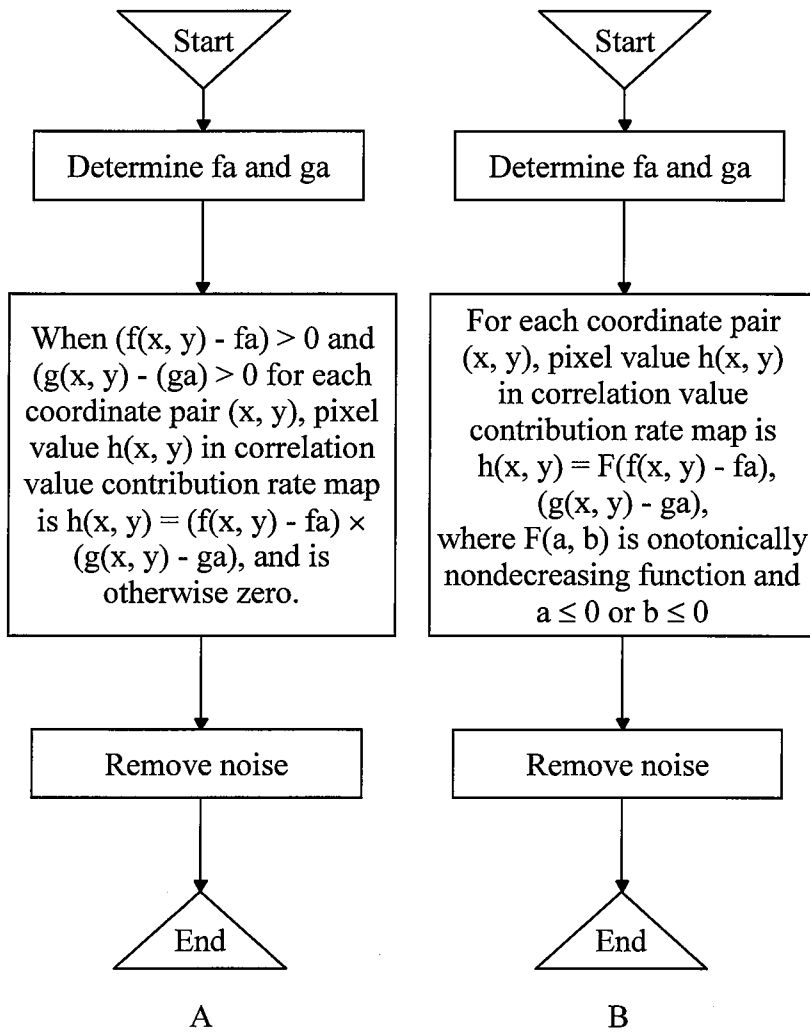 Start
Determine fa and ga
When (f(x, y) - fa) > 0 and
(g(x, y) - (ga) > 0 for each
coordinate pair (x, y), pixel
value h(x, y) in correlation
value contribution rate map
is h(x, y) = (f(x, y) - fa) ×
(g(x, y) - ga), and is
otherwise zero.
Remove noise
End
A
Start
Determine fa and ga
For each coordinate pair
(x, y), pixel value h(x, y)
in correlation value
contribution rate map is
h(x, y) = F(f(x, y) - fa),
(g(x, y) - ga),
where F(a, b) is onotonically
nondecreasing function and
a ≤ 0 or b ≤ 0
Remove noise
End
B